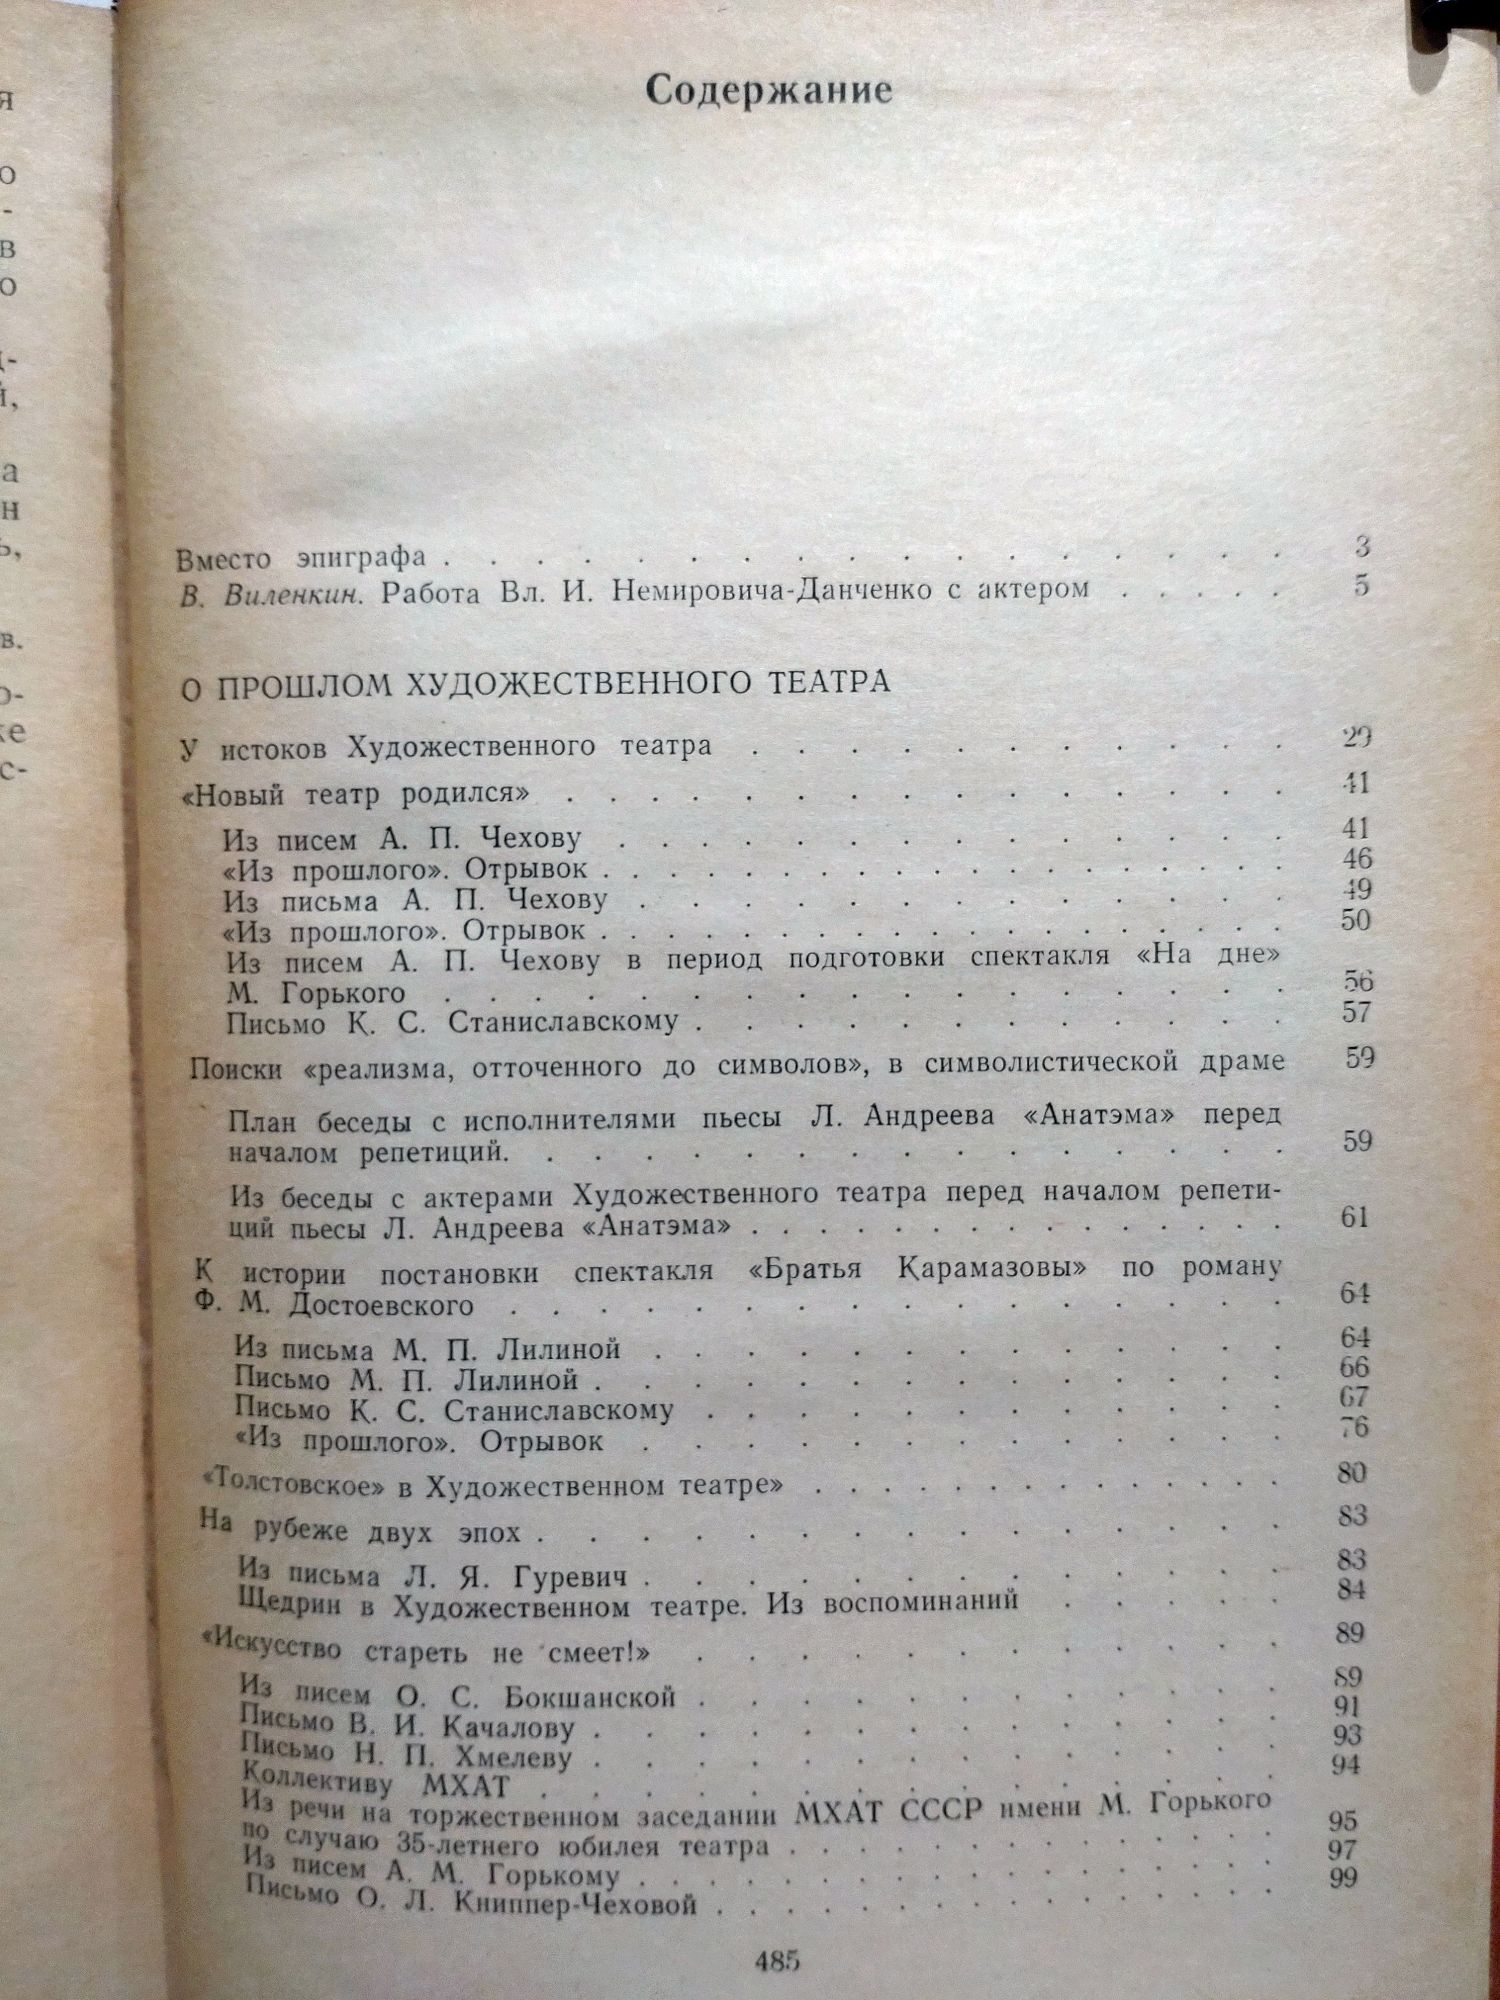 Содержание
Вместо эпиграфа . . . . . . . . . . . . . . . . 3
В. Виленкин. Работа Вл. И. Немировича-Данченко с актером . . . . . 5
О ПРОШЛОМ ХУДОЖЕСТВЕННОГО ТЕАТРА
У истоков Художественного театра . . . . . . . . . . 29
«Новый театр родился» . . . . . . . . . . . . . . 41
Из писем А. П. Чехову . . . . . . . . . . . . . 41
«Из прошлого». Отрывок . . . . . . . . . . . . . 46
Из письма А. П. Чехову . . . . . . . . . . . . . 49
«Из прошлого». Отрывок . . . . . . . . . . . . . 50
Из писем А. П. Чехову в период подготовки спектакля «На дне»
М. Горького . . . . . . . . . . . . . . . . 56
Письмо К. С. Станиславскому . . . . . . . . . . . 57
Поиски «реализма, отточенного до символов», в символистической драме 59
План беседы с исполнителями пьесы Л. Андреева «Анатэма» перед
началом репетиций. . . . . . . . . . . . . . . 59
Из беседы с актерами Художественного театра перед началом репети-
ций пьесы Л. Андреева «Анатэма» . . . . . . . . . . 61
К истории постановки спектакля «Братья Карамазовы» по роману
Ф. М. Достоевского . . . . . . . . . . . . . . 64
Из письма М. П. Лилиной . . . . . . . . . . . . 64
Письмо М. П. Лилиной . . . . . . . . . . . . . 66
Письмо К. С. Станиславскому . . . . . . . . . . . 67
«Из прошлого». Отрывок . . . . . . . . . . . . 76
«Толстовское» в Художественном театре» . . . . . . . . . 80
На рубеже двух эпох . . . . . . . . . . . . . . 83
Из письма Л. Я. Гуревич . . . . . . . . . . . . 83
Щедрин в Художественном театре. Из воспоминаний . . . . . 84
«Искусство стареть не смеет!» . . . . . . . . . . . 89
Из писем О. С. Бокшанской . . . . . . . . . . . 89
Письмо В. И. Качалову . . . . . . . . . . . . . 91
Письмо Н. П. Хмелеву . . . . . . . . . . . . . 93
Коллективу МХАТ . . . . . . . . . . . . . . 94
Из речи на торжественном заседании МХАТ СССР имени М. Горького
по случаю 35-летнего юбилея театра . . . . . . . . . 95
Из писем А. М. Горькому . . . . . . . . . . . . 97
Письмо О. Л. Книппер-Чеховой . . . . . . . . . . 99
485